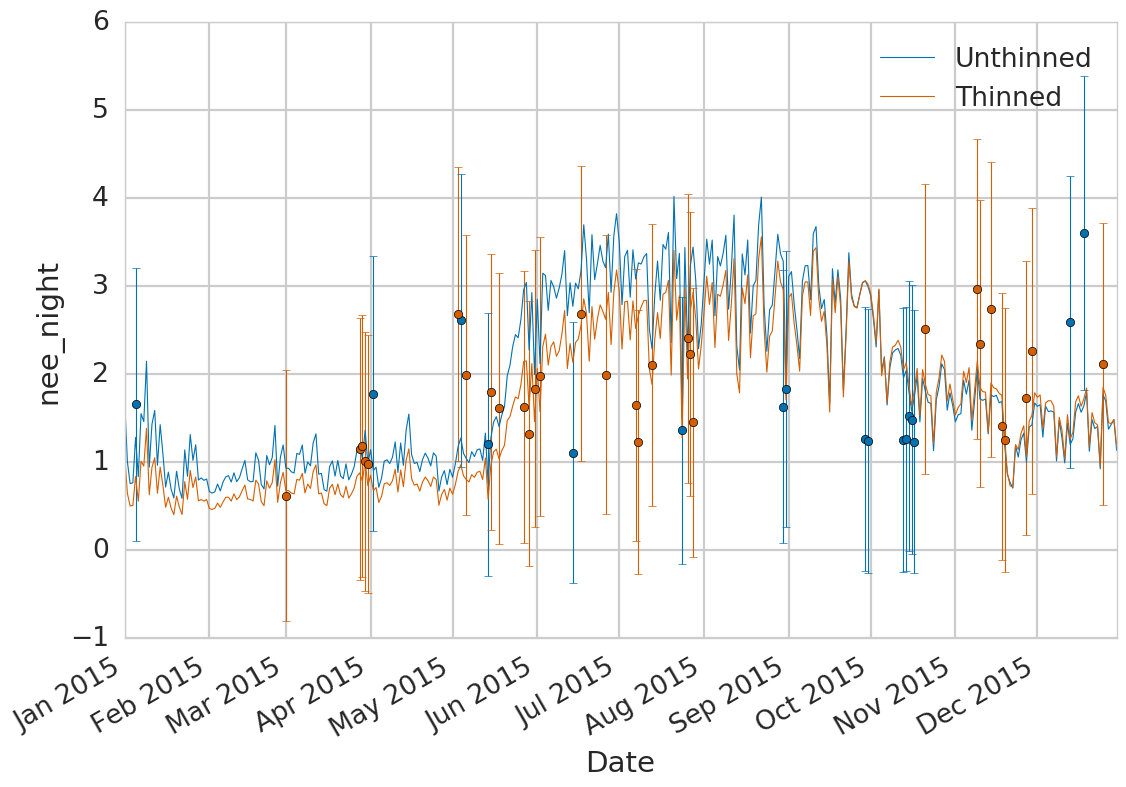 6
5
4
3
2
1
0
−1
nee_night
Unthinned
Thinned
Jan 2015
Feb 2015
Mar 2015
Apr 2015
May 2015
Jun 2015
Jul 2015
Aug 2015
Sep 2015
Oct 2015
Nov 2015
Dec 2015
Date